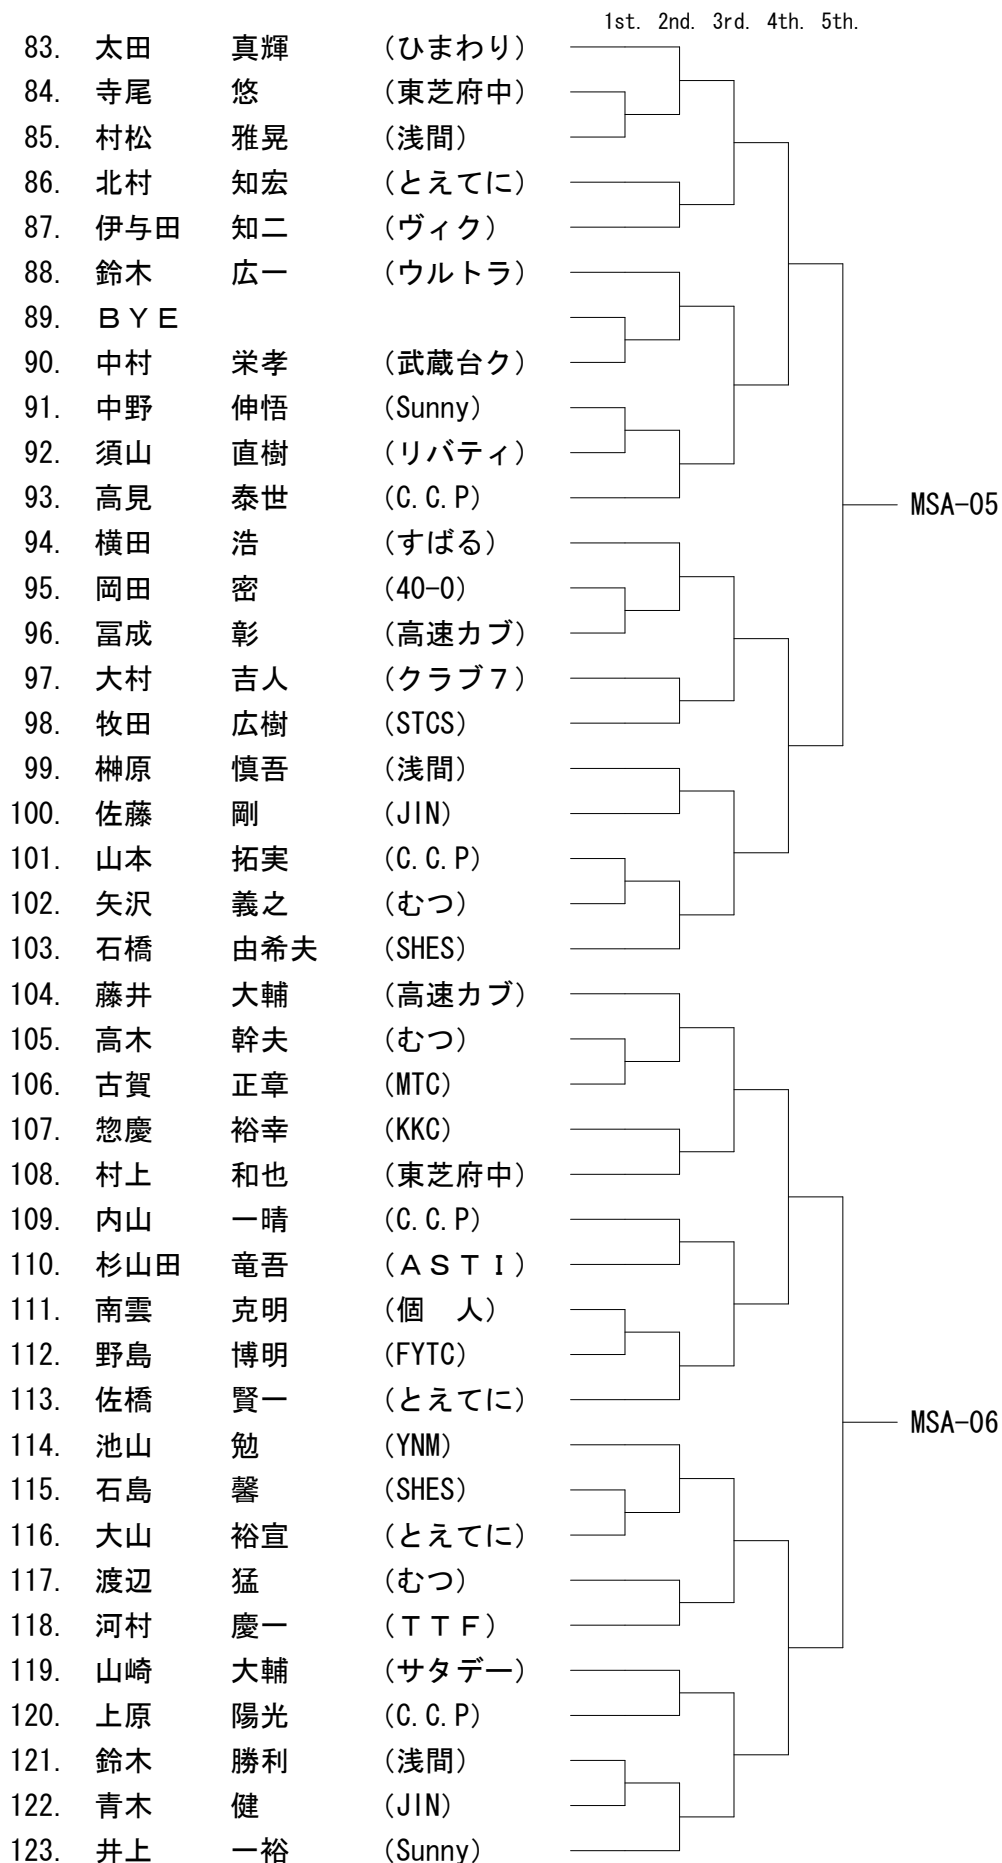 1st. 2nd. 3rd. 4th. 5th.
83. 太田 真輝 (ひまわり)
84. 寺尾 悠 (東芝府中)
85. 村松 雅晃 (浅間)
86. 北村 知宏 (とえてに)
87. 伊与田 知二 (ヴィク)
88. 鈴木 広一 (ウルトラ)
89. ＢＹＥ
90. 中村 栄孝 (武蔵台ク)
91. 中野 伸悟 (Sunny)
92. 須山 直樹 (リバティ)
93. 高見 泰世 (C.C.P)
MSA-05
94. 横田 浩 (すばる)
95. 岡田 密 (40-0)
96. 冨成 彰 (高速カブ)
97. 大村 吉人 (クラブ７)
98. 牧田 広樹 (STCS)
99. 榊原 慎吾 (浅間)
100. 佐藤 剛 (JIN)
101. 山本 拓実 (C.C.P)
102. 矢沢 義之 (むつ)
103. 石橋 由希夫 (SHES)
104. 藤井 大輔 (高速カブ)
105. 高木 幹夫 (むつ)
106. 古賀 正章 (MTC)
107. 惣慶 裕幸 (KKC)
108. 村上 和也 (東芝府中)
109. 内山 一晴 (C.C.P)
110. 杉山田 竜吾 (ＡＳＴＩ)
111. 南雲 克明 (個　人)
112. 野島 博明 (FYTC)
113. 佐橋 賢一 (とえてに)
MSA-06
114. 池山 勉 (YNM)
115. 石島 馨 (SHES)
116. 大山 裕宣 (とえてに)
117. 渡辺 猛 (むつ)
118. 河村 慶一 (ＴＴＦ)
119. 山崎 大輔 (サタデー)
120. 上原 陽光 (C.C.P)
121. 鈴木 勝利 (浅間)
122. 青木 健 (JIN)
123. 井上 一裕 (Sunny)